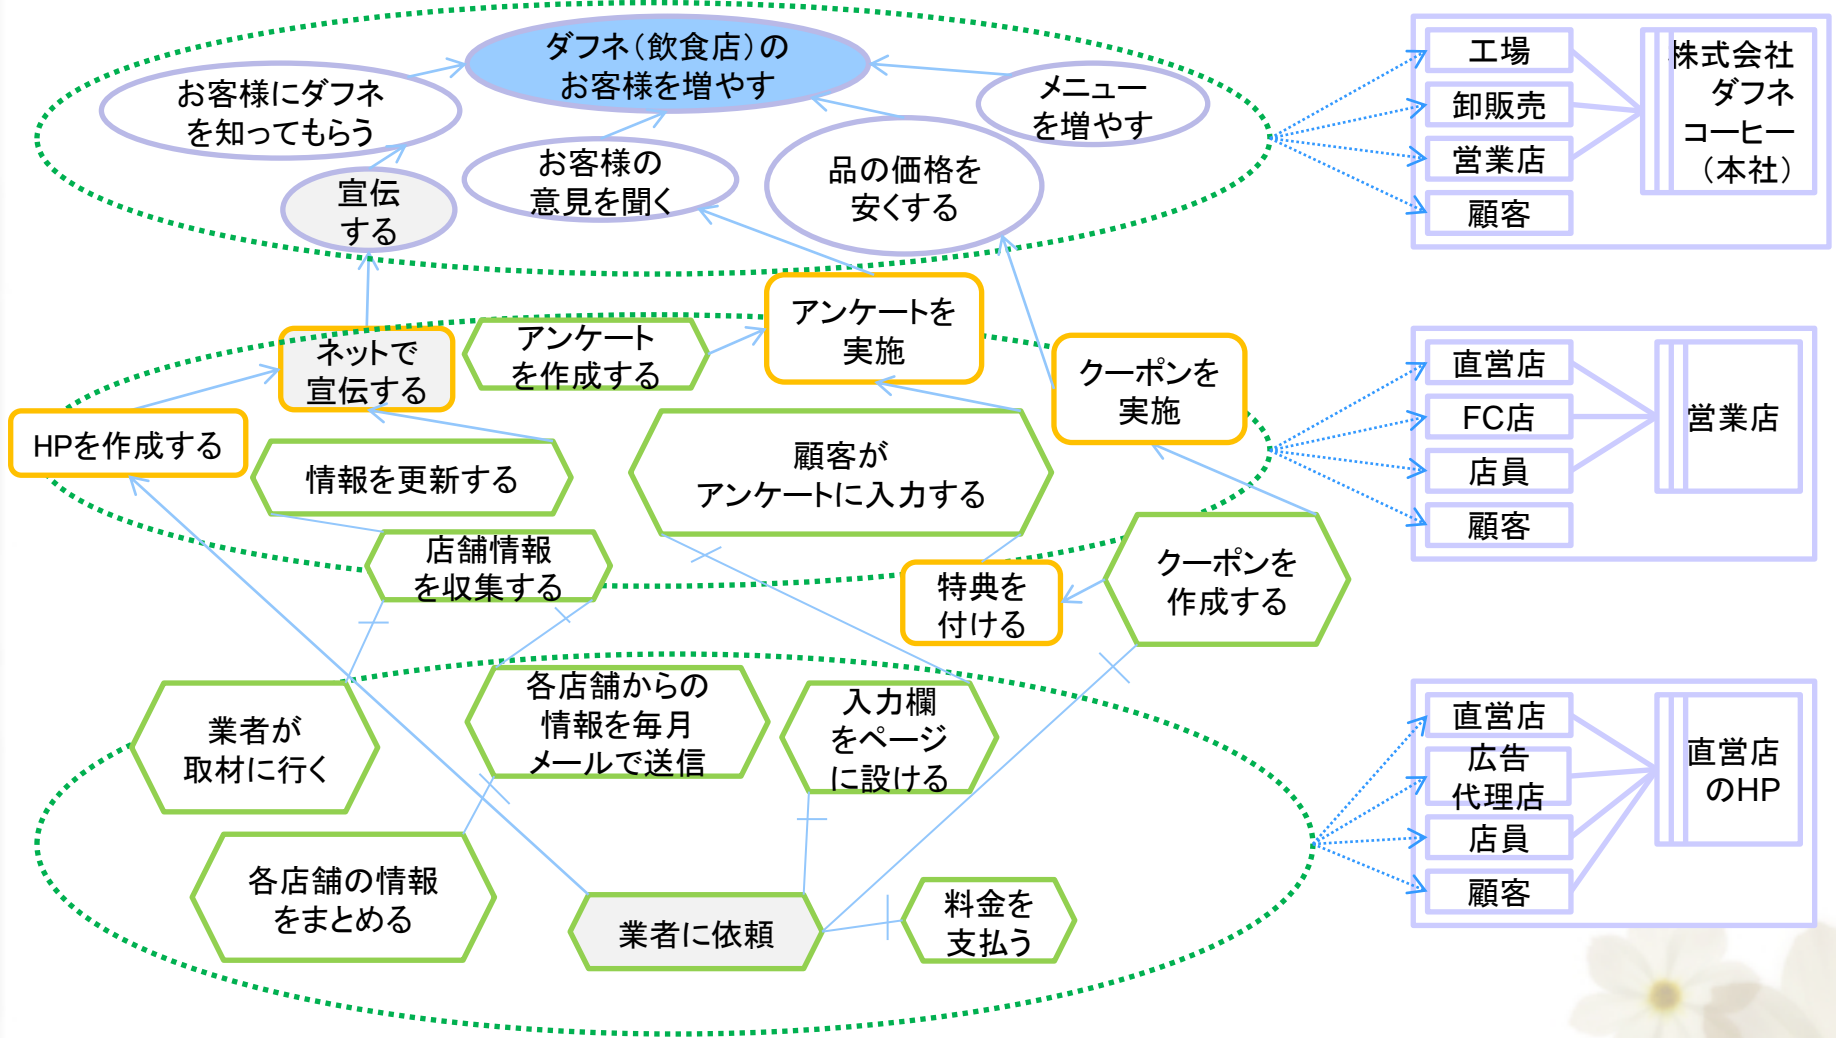 ダフネ（飲食店）の
お客様を増やす
お客様にダフネ
を知ってもらう
メニュー
を増やす
お客様の
意見を聞く
品の価格を
安くする
宣伝
する
工場
卸販売
営業店
顧客
株式会社
ダフネ
コーヒー
（本社）
アンケートを
実施
アンケート
を作成する
ネットで
宣伝する
クーポンを
実施
HPを作成する
情報を更新する
顧客が
アンケートに入力する
店舗情報
を収集する
特典を
付ける
クーポンを
作成する
直営店
FC店
店員
顧客
営業店
業者が
取材に行く
各店舗からの
情報を毎月
メールで送信
入力欄
をページ
に設ける
各店舗の情報
をまとめる
業者に依頼
料金を
支払う
直営店
広告
代理店
店員
顧客
直営店
のHP